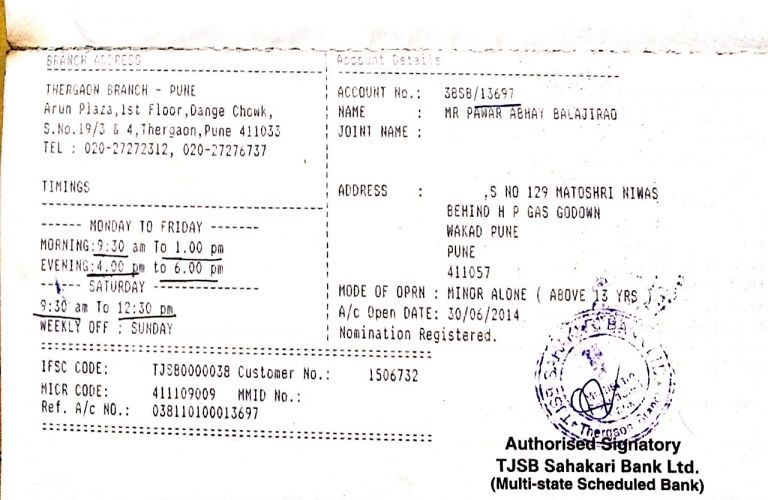 BRANCH ADDRESS
THERGAON BRANCH - PUNE
Arun Plaza,1st Floor,Dange Chowk,
S.No.19/3 & 4,Thergaon,Pune 411033
TEL : 020-27272312, 020-27276737
TIMINGS
------ MONDAY TO FRIDAY -------
MORNING:9:30 am To 1.00 pm
EVENING:4.00 pm to 6.00 pm
------ SATURDAY --------------
9:30 am To 12:30 pm
WEEKLY OFF : SUNDAY
Account Details
ACCOUNT No.: 38SB/13697
NAME : MR PAWAR ABHAY BALAJIRAO
JOINT NAME :
ADDRESS : ,S NO 129 MATOSHRI NIWAS
BEHIND H P GAS GODOWN
WAKAD PUNE
PUNE
411057
MODE OF OPRN : MINOR ALONE ( ABOVE 13 YRS )
A/c Open DATE: 30/06/2014
Nomination Registered.
IFSC CODE: TJSB0000038 Customer No.: 1506732
MICR CODE: 411109009 MMID No.:
Ref. A/c NO.: 038110100013697
Authorised Signatory
TJSB Sahakari Bank Ltd.
(Multi-state Scheduled Bank)